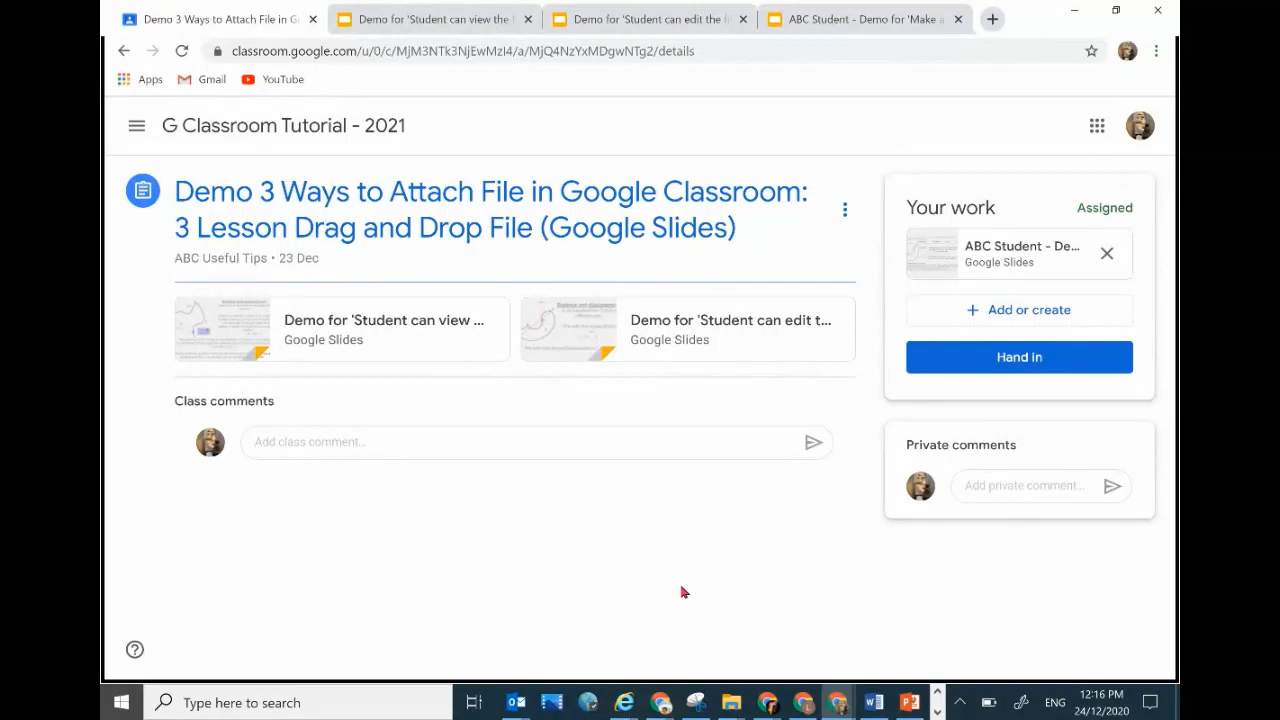 Demo 3 Ways to Attach File in G
Demo for 'Student can view the f
Demo for 'Student can edit the fi
ABC Student - Demo for 'Make a
classroom.google.com/u/0/c/MjM3NTk3NjEwMzI4/a/MjQ4NzYxMDgwNTg2/details
Apps
Gmail
YouTube
G Classroom Tutorial - 2021
Demo 3 Ways to Attach File in Google Classroom:
3 Lesson Drag and Drop File (Google Slides)
ABC Useful Tips • 23 Dec
Demo for 'Student can view ...
Google Slides
Demo for 'Student can edit t...
Google Slides
Class comments
Add class comment...
Your work
Assigned
ABC Student - De...
Google Slides
+ Add or create
Hand in
Private comments
Add private comment...
Type here to search
ENG
12:16 PM
24/12/2020